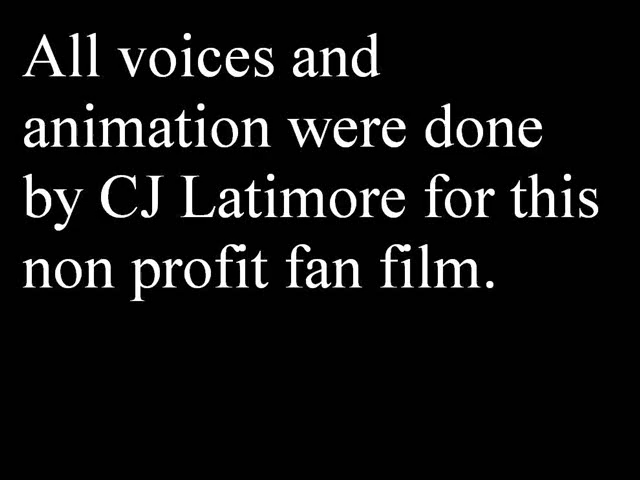 All voices and
animation were done
by CJ Latimore for this
non profit fan film.